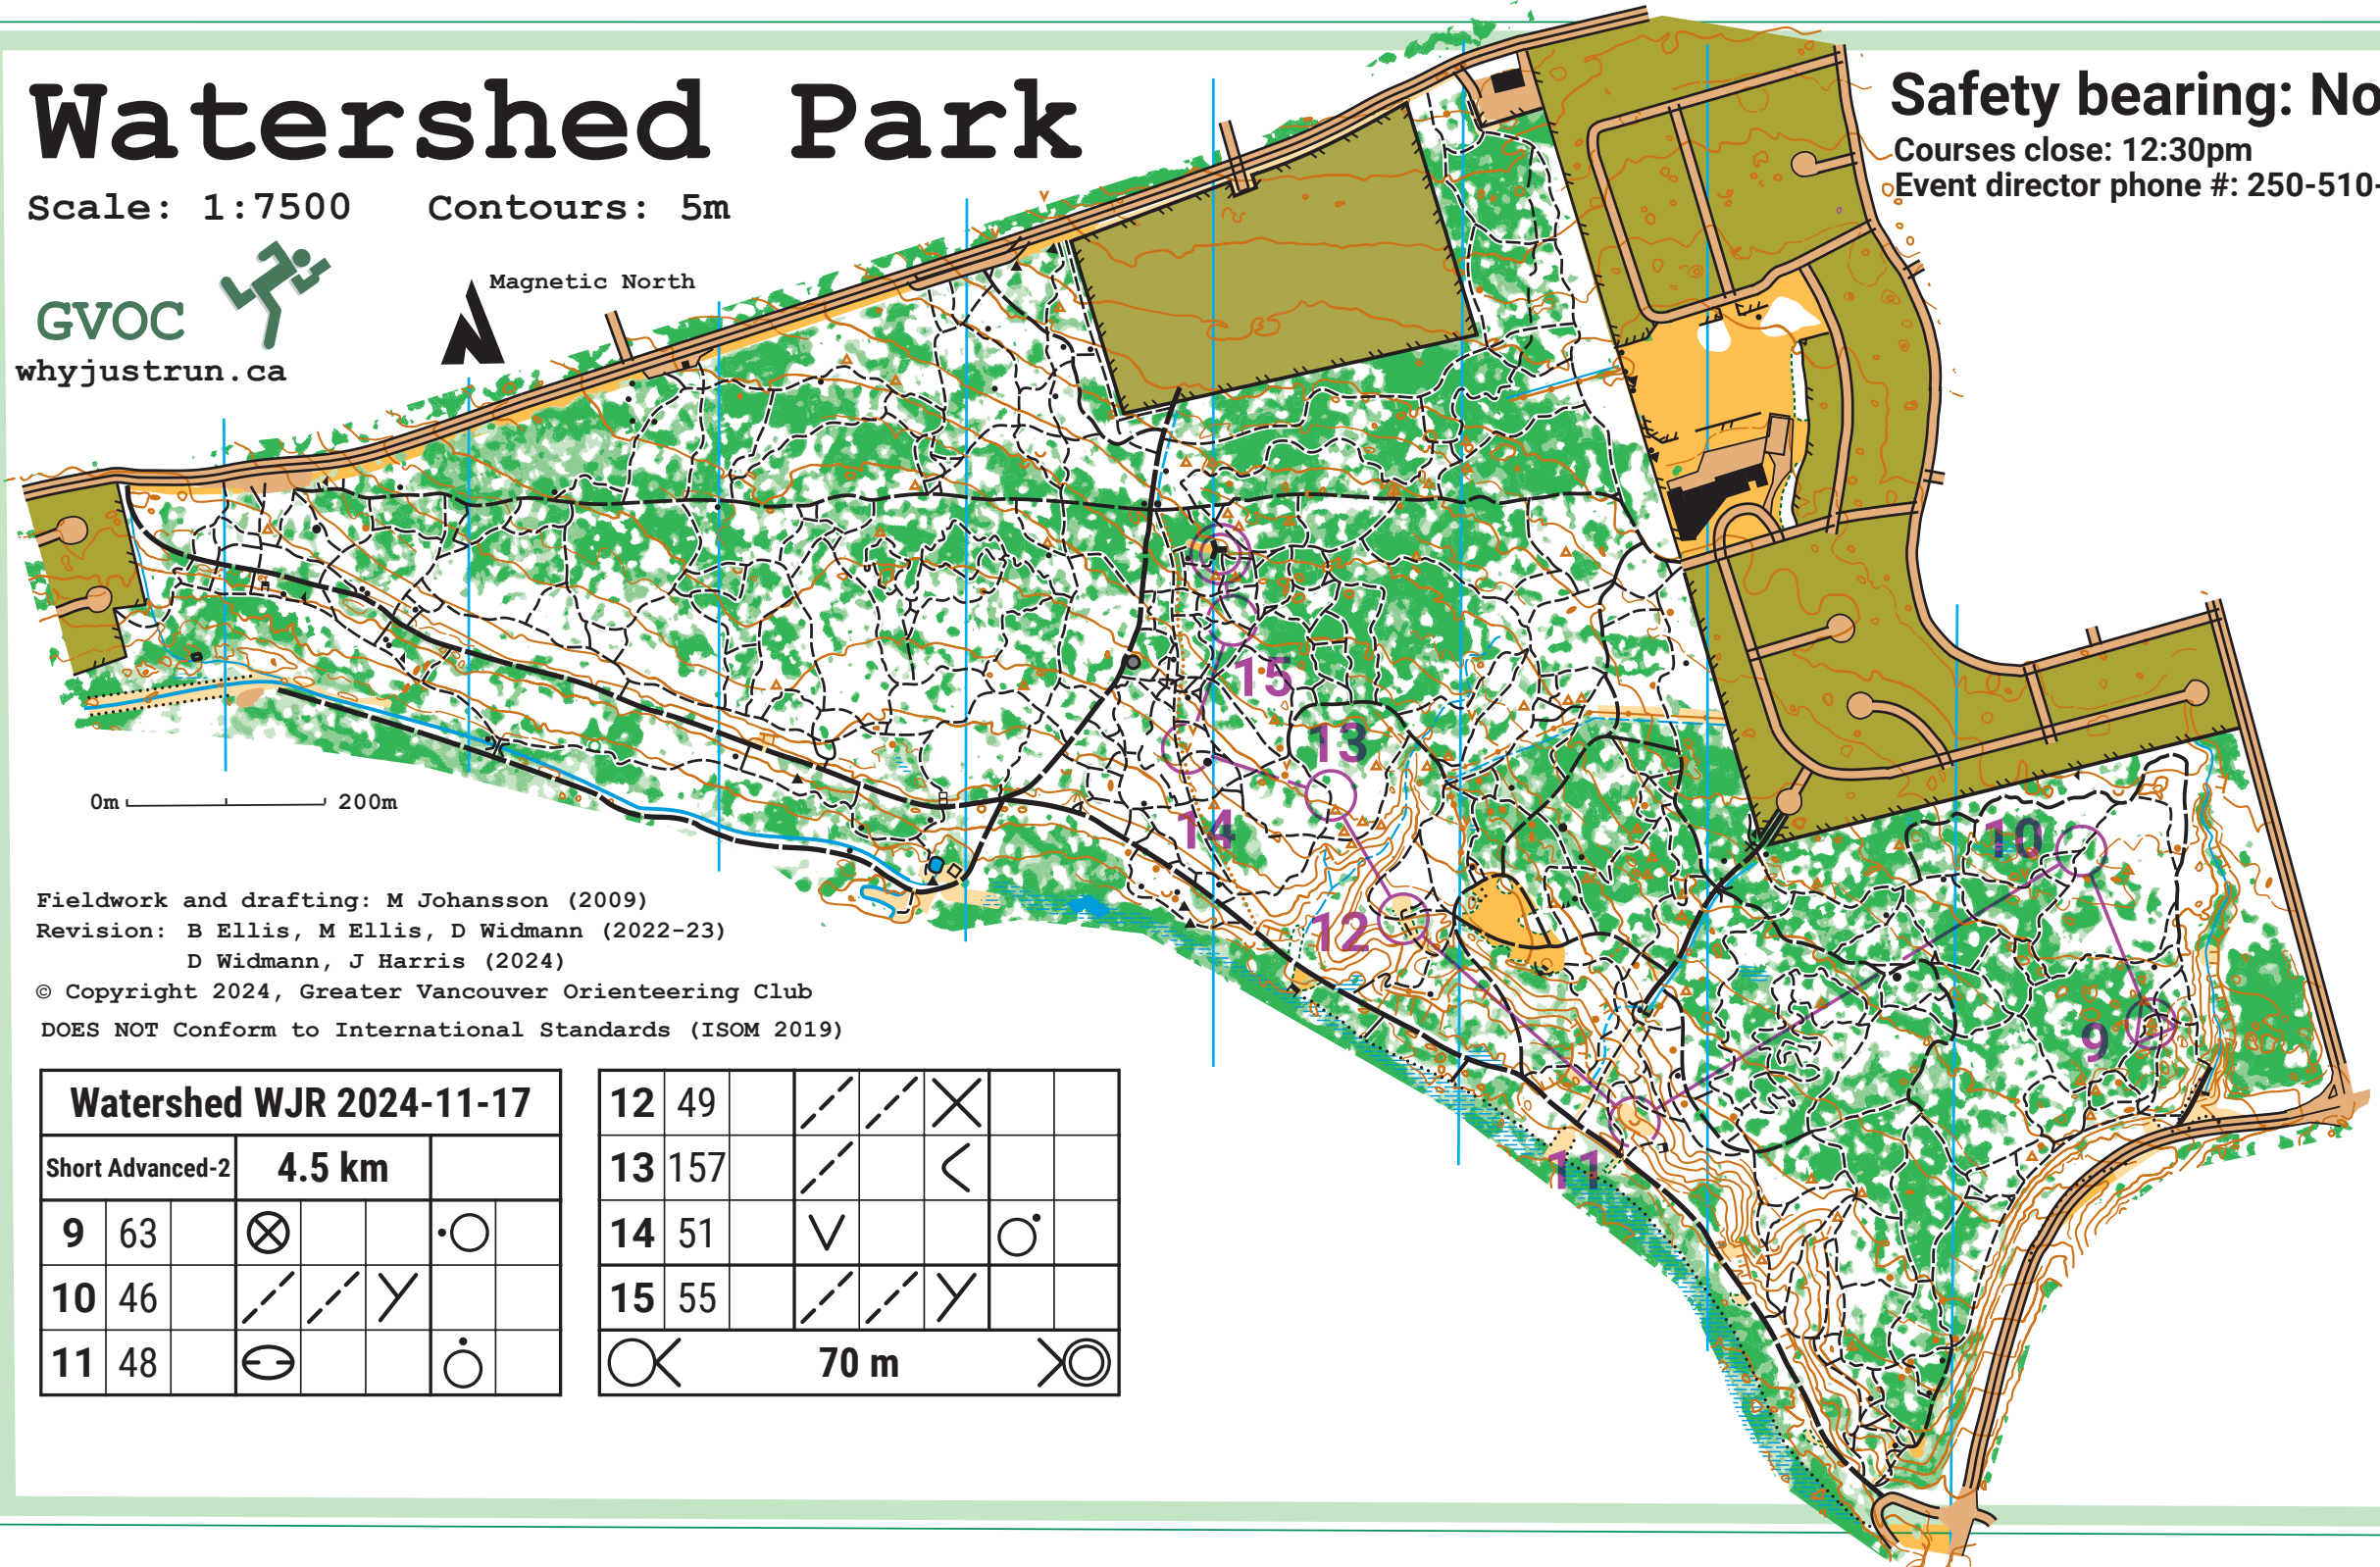 Watershed Park
Scale: 1:7500 Contours: 5m
Safety bearing: No
Courses close: 12:30pm
Event director phone #: 250-510-
Magnetic North
GVOC
whyjustrun.ca
15
13
14
12
10
9
11
0m 200m
Fieldwork and drafting: M Johansson (2009)
Revision: B Ellis, M Ellis, D Widmann (2022-23)
D Widmann, J Harris (2024)
© Copyright 2024, Greater Vancouver Orienteering Club
DOES NOT Conform to International Standards (ISOM 2019)
Watershed WJR 2024-11-17
Short Advanced-2 4.5 km
9 63
10 46
11 48
12 49
13 157
14 51
15 55
70 m